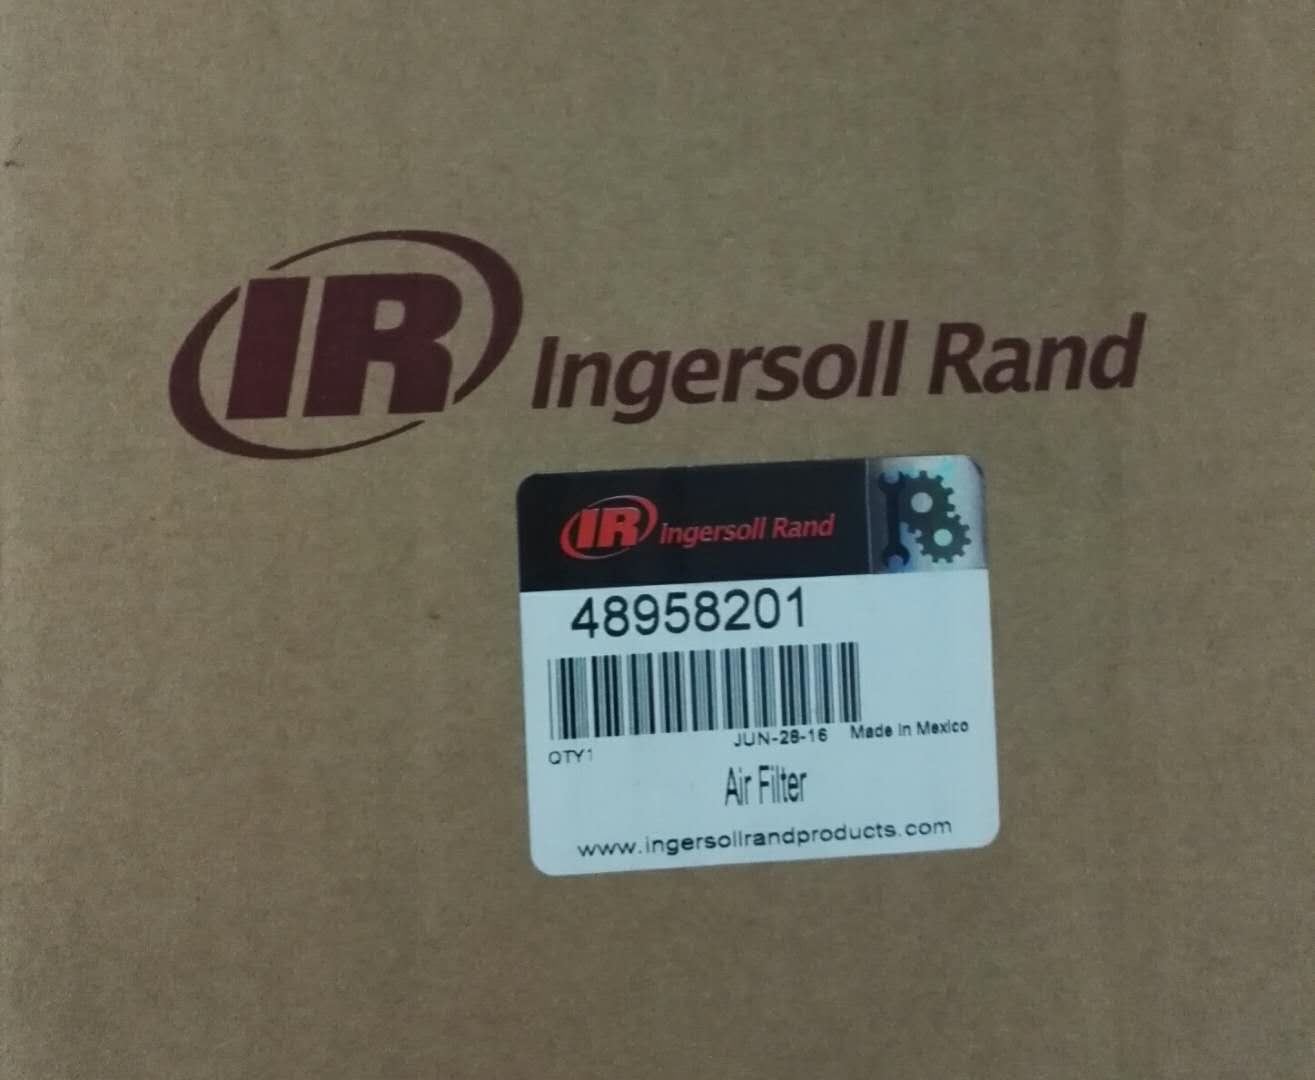 IR Ingersoll Rand
IR Ingersoll Rand
48958201
QTY1 JUN-28-16 Made in Mexico
Air Filter
www.ingersollrandproducts.com